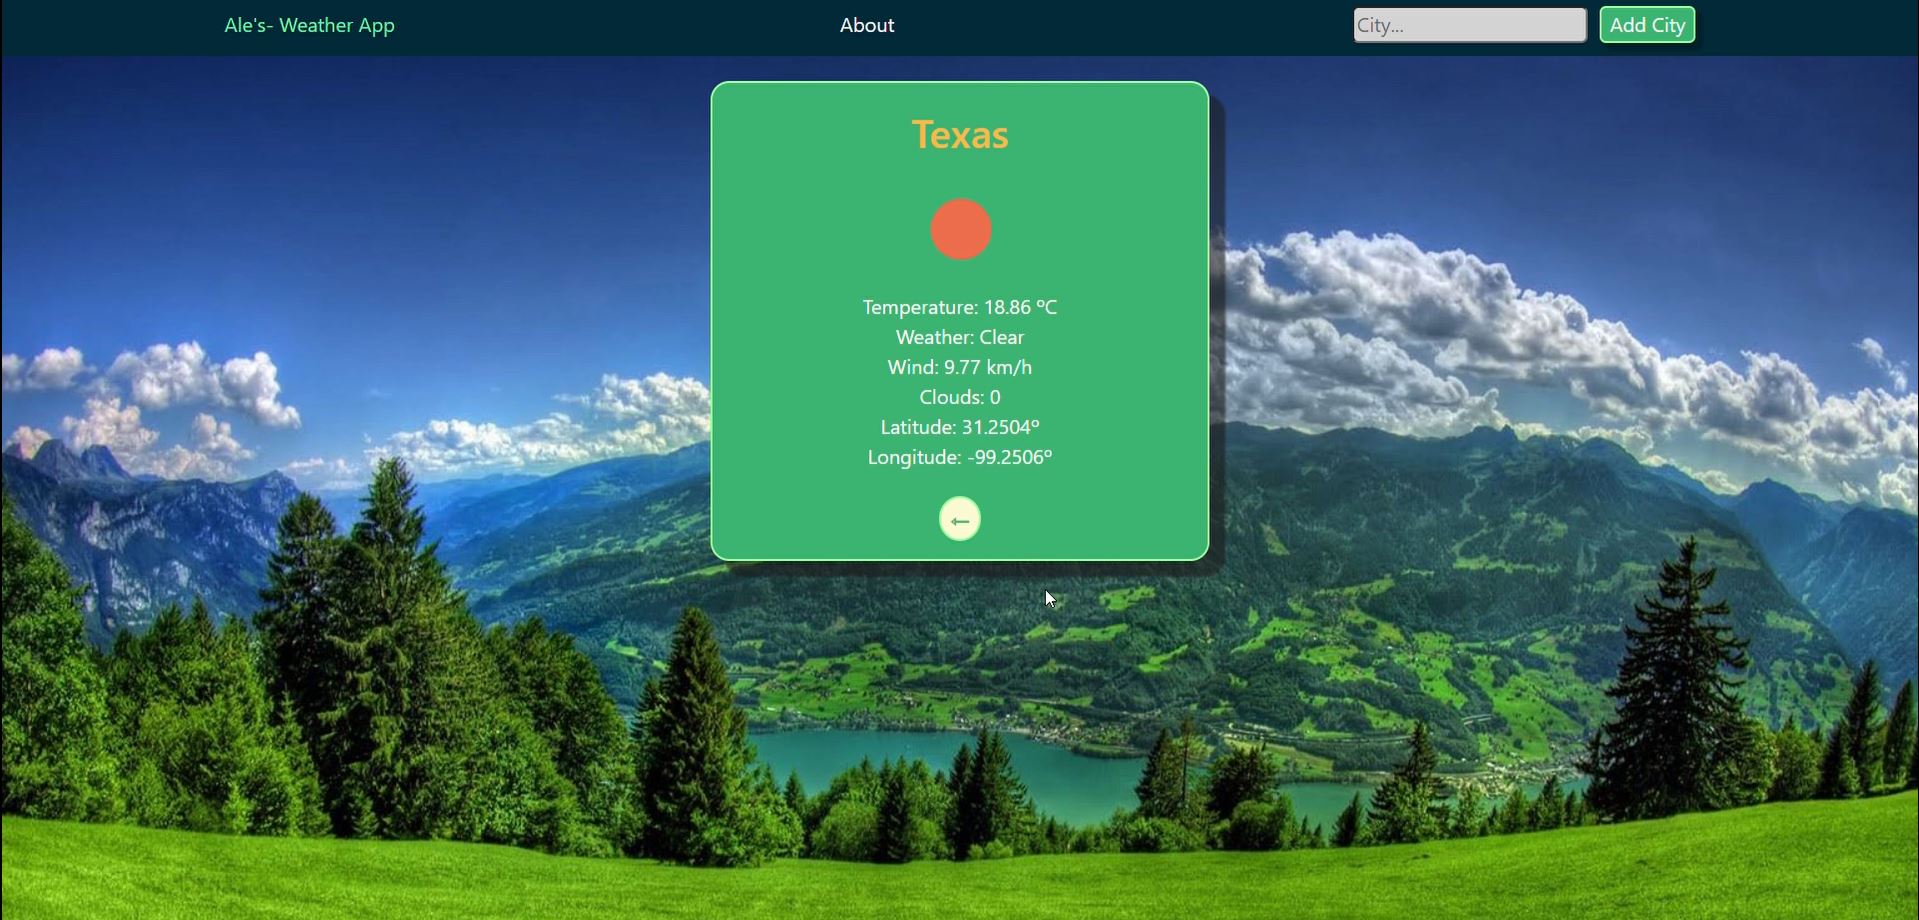 Ale's- Weather App
About
City...
Add City
Texas
Temperature: 18.86 ºC
Weather: Clear
Wind: 9.77 km/h
Clouds: 0
Latitude: 31.2504º
Longitude: -99.2506º
←